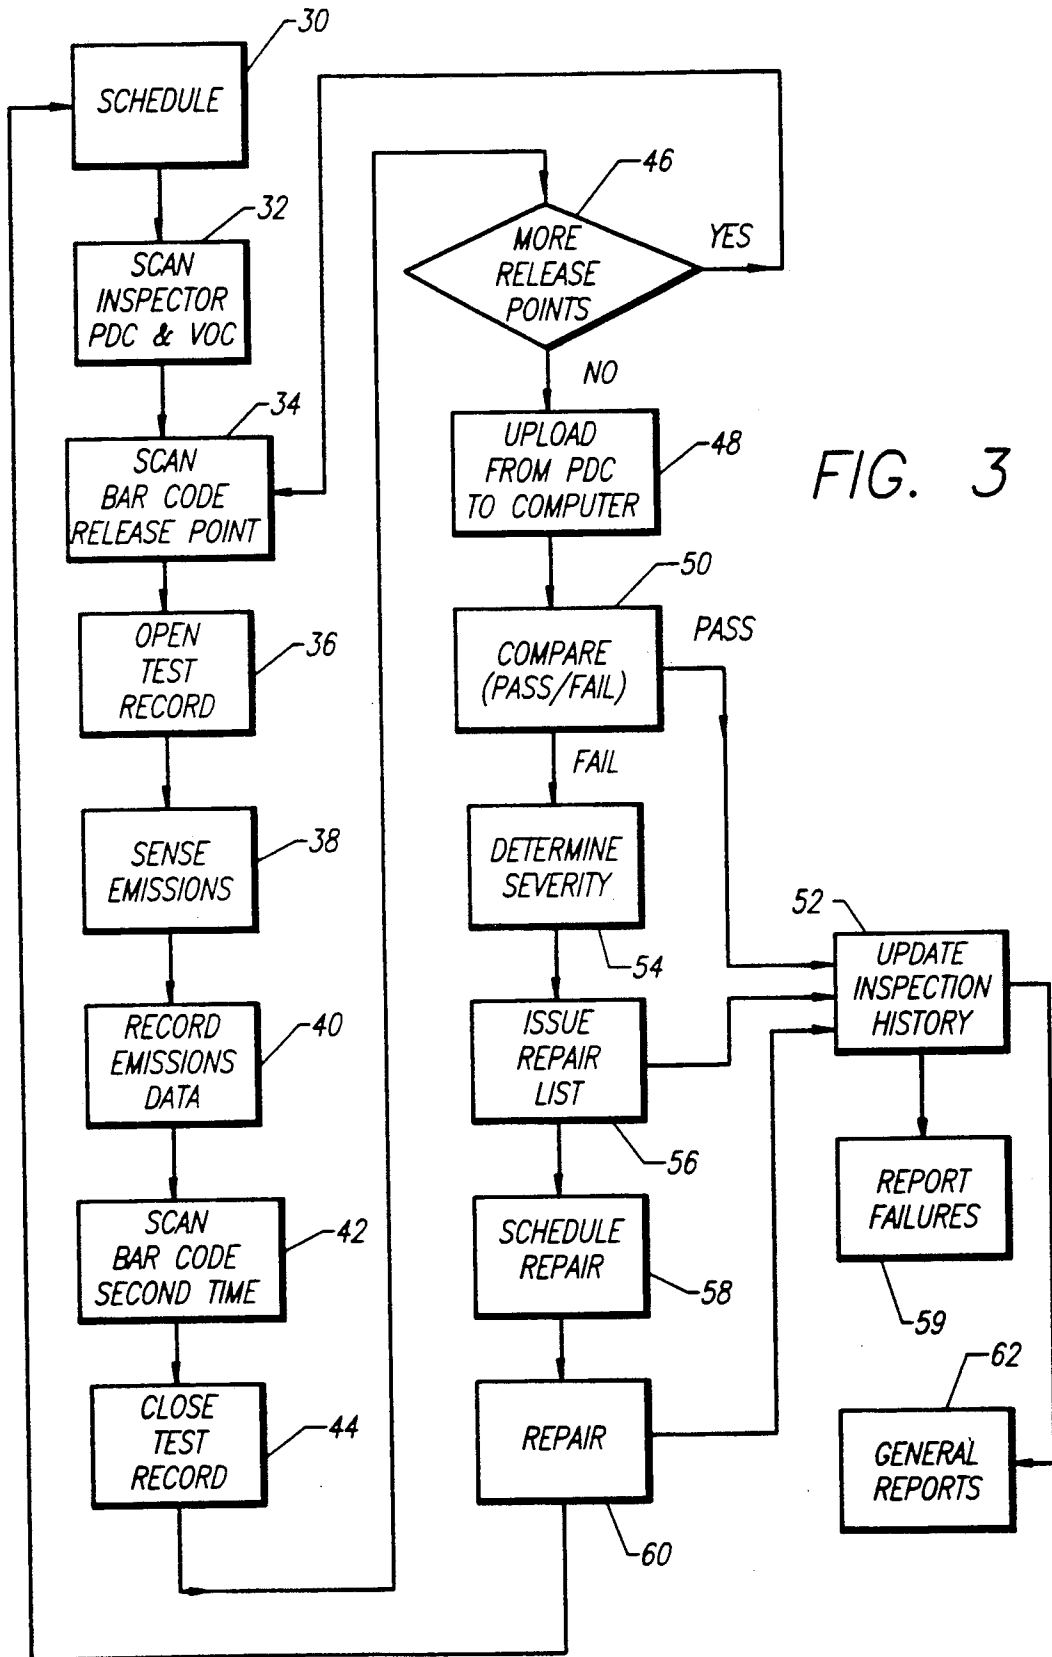 30
SCHEDULE
32
SCAN
INSPECTOR
PDC & VOC
34
SCAN
BAR CODE
RELEASE POINT
OPEN
TEST
RECORD
36
SENSE
EMISSIONS
38
RECORD
EMISSIONS
DATA
40
SCAN
BAR CODE
SECOND TIME
42
CLOSE
TEST
RECORD
44
46
MORE
RELEASE
POINTS
YES
NO
UPLOAD
FROM PDC
TO COMPUTER
48
FIG. 3
50
COMPARE
(PASS/FAIL)
PASS
FAIL
DETERMINE
SEVERITY
54
ISSUE
REPAIR
LIST
56
SCHEDULE
REPAIR
58
REPAIR
60
52
UPDATE
INSPECTION
HISTORY
REPORT
FAILURES
59
62
GENERAL
REPORTS